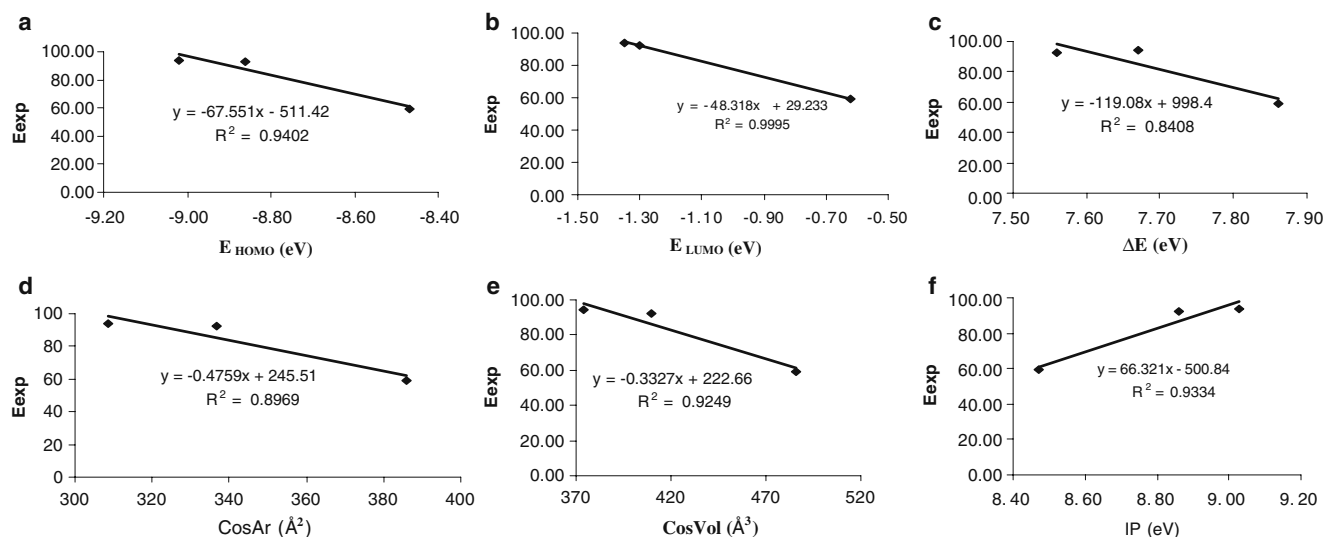 a
100.00
80.00
60.00
40.00
20.00
0.00
Eexp
y = -67.551x - 511.42
R² = 0.9402
-9.20 -9.00 -8.80 -8.60 -8.40
E HOMO (eV)
b
100.00
80.00
60.00
40.00
20.00
0.00
Eexp
y = -48.318x + 29.233
R² = 0.9995
-1.50 -1.30 -1.10 -0.90 -0.70 -0.50
E LUMO (eV)
c
100.00
80.00
60.00
40.00
20.00
0.00
Eexp
y = -119.08x + 998.4
R² = 0.8408
7.50 7.60 7.70 7.80 7.90
ΔE (eV)
d
100
80
60
40
20
0
Eexp
y = -0.4759x + 245.51
R² = 0.8969
300 320 340 360 380 400
CosAr (Å²)
e
100.00
80.00
60.00
40.00
20.00
0.00
Eexp
y = -0.3327x + 222.66
R² = 0.9249
370 420 470 520
CosVol (Å³)
f
100.00
80.00
60.00
40.00
20.00
0.00
Eexp
y = 66.321x - 500.84
R² = 0.9334
8.40 8.60 8.80 9.00 9.20
IP (eV)